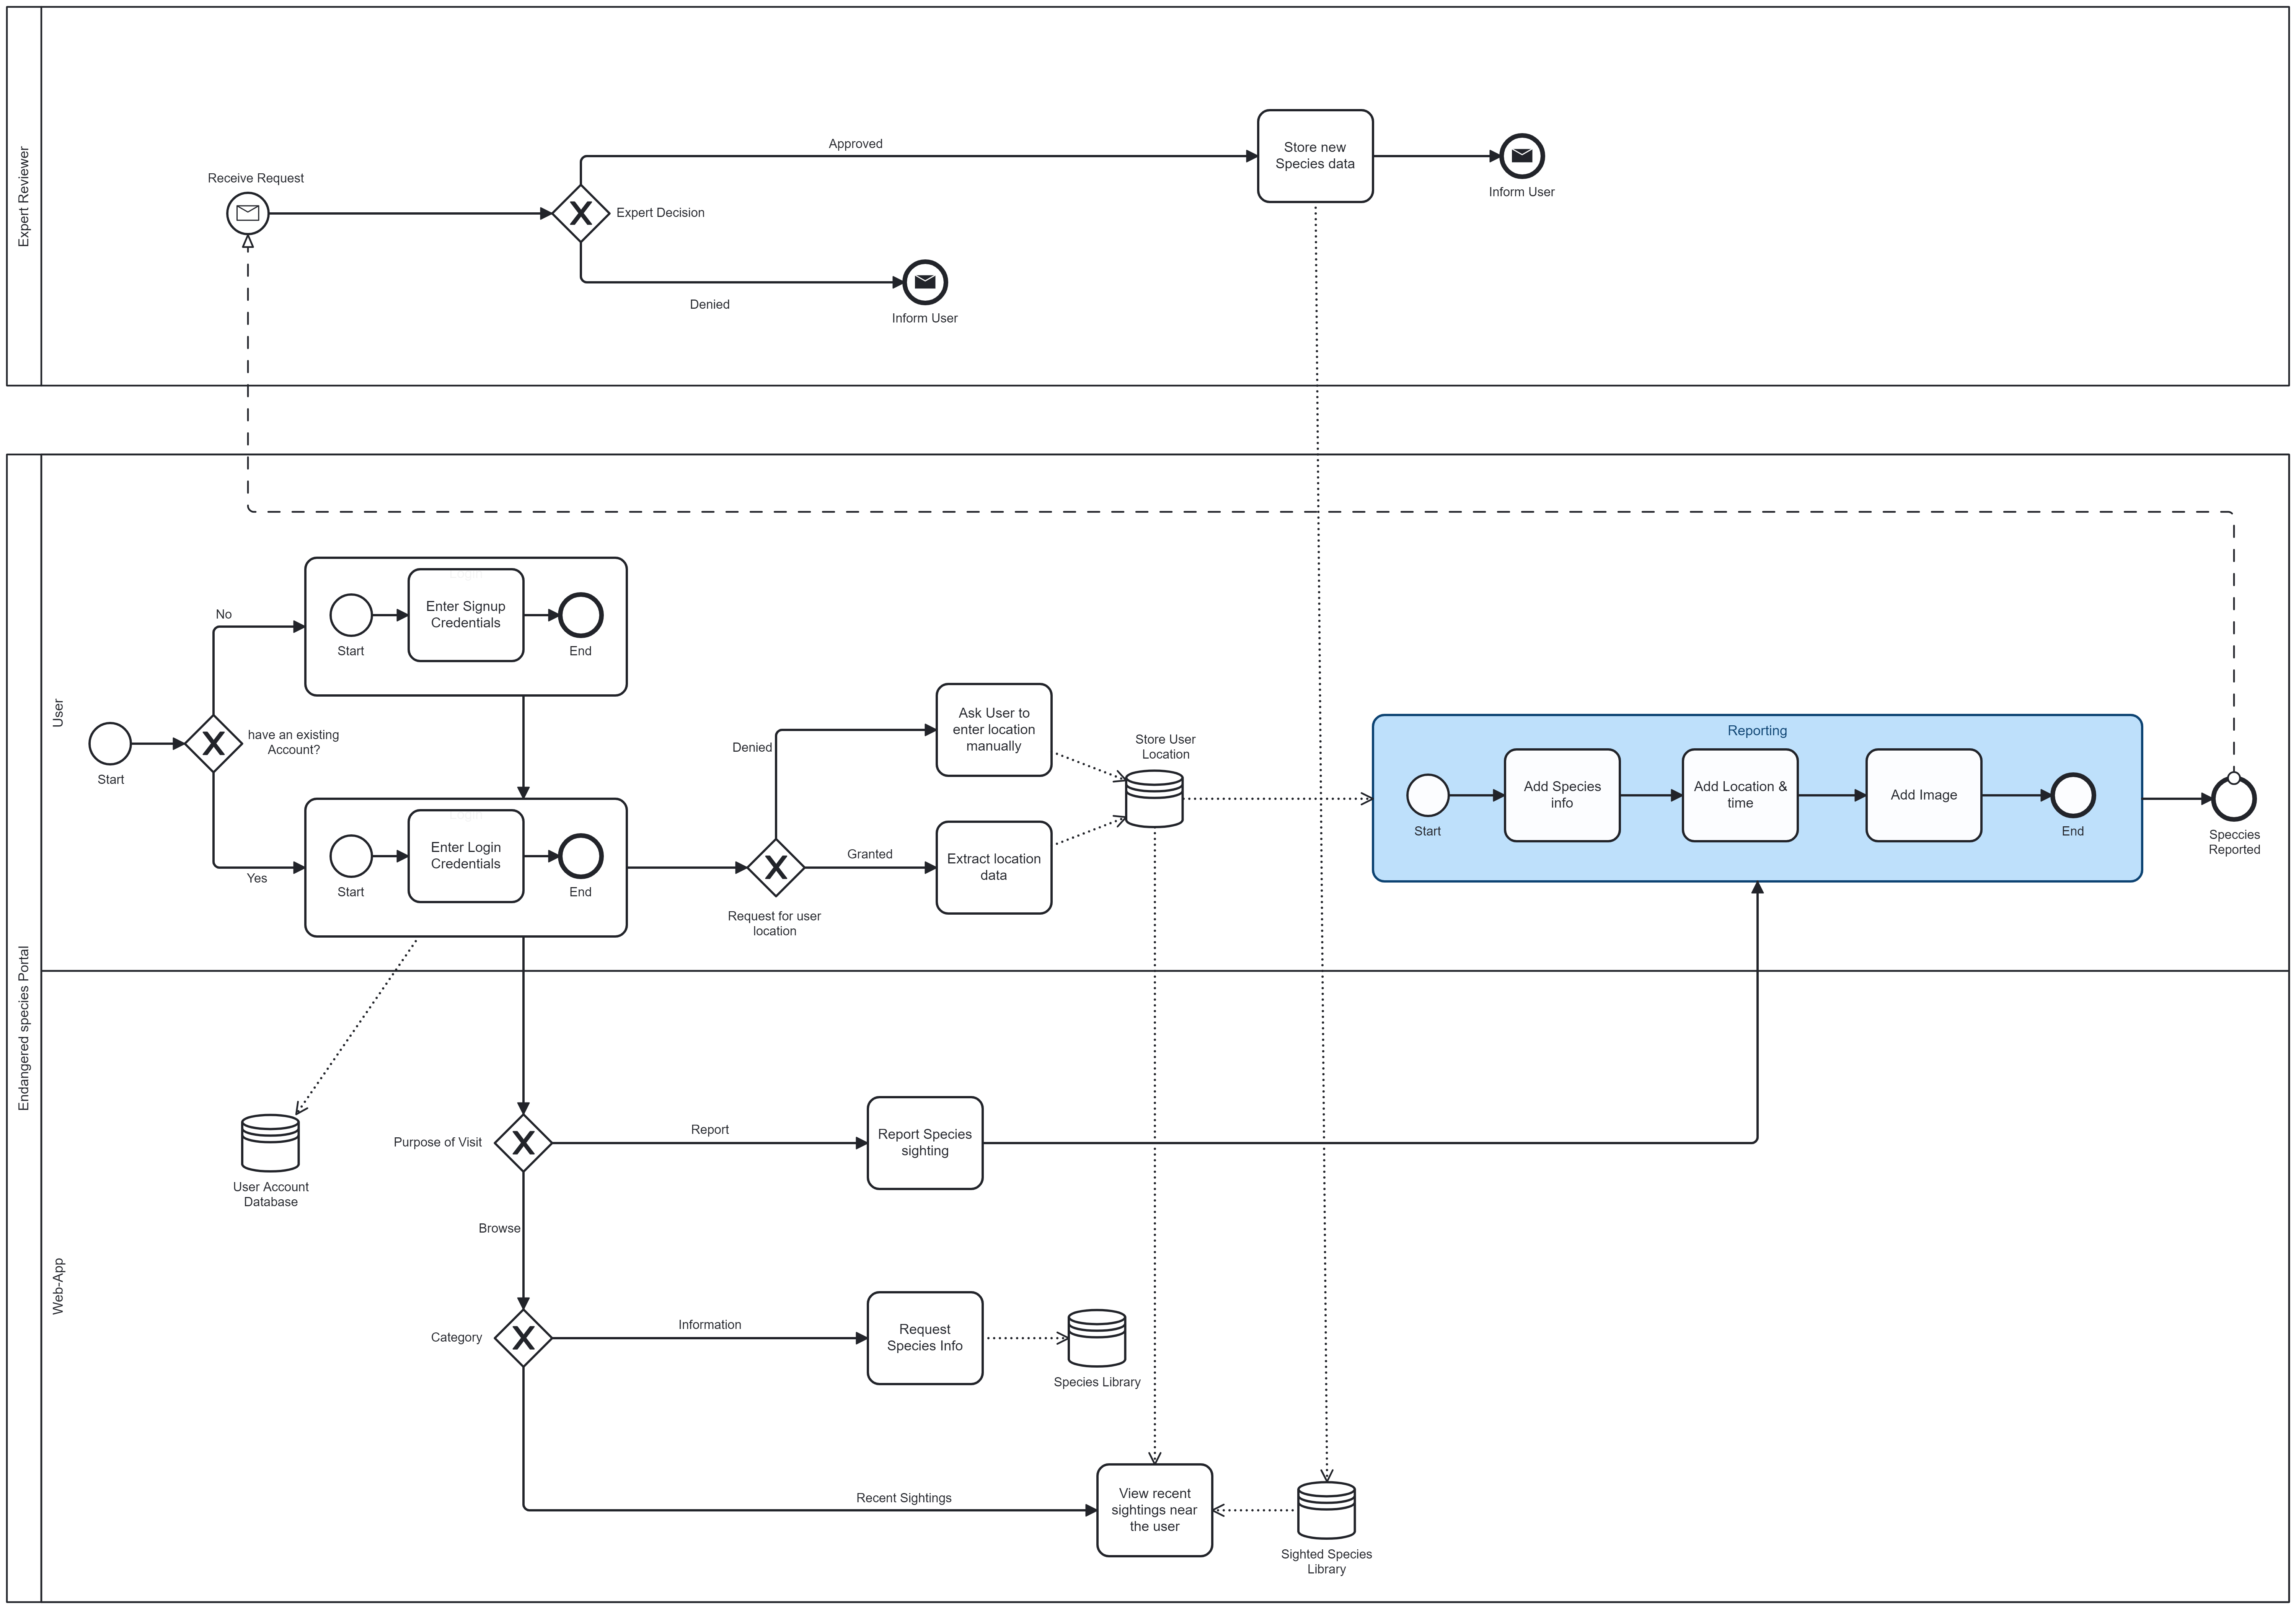 Expert Reviewer
Receive Request
Expert Decision
Approved
Denied
Inform User
Store new
Species data
Inform User
Endangered species Portal
User
Start
have an existing
Account?
No
Yes
Login
Enter Signup
Credentials
Start
End
Login
Enter Login
Credentials
Start
End
Request for user
location
Denied
Granted
Ask User to
enter location
manually
Extract location
data
Store User
Location
Reporting
Start
Add Species
info
Add Location &
time
Add Image
End
Speccies
Reported
Web-App
User Account
Database
Purpose of Visit
Report
Report Species
sighting
Browse
Category
Information
Request
Species Info
Species Library
Recent Sightings
View recent
sightings near
the user
Sighted Species
Library